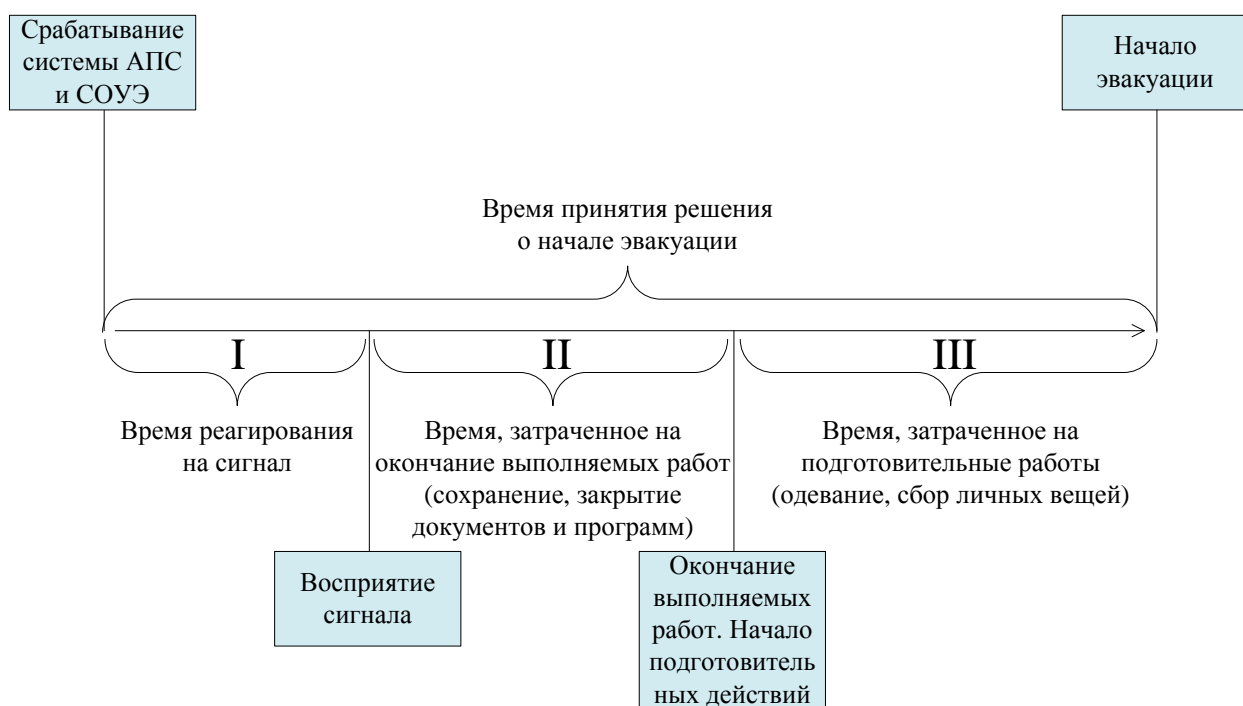 Срабатывание
системы АПС
и СОУЭ
Начало
эвакуации
Время принятия решения
о начале эвакуации
I
II
III
Время реагирования
на сигнал
Время, затраченное на
окончание выполняемых работ
(сохранение, закрытие
документов и программ)
Время, затраченное на
подготовительные работы
(одевание, сбор личных вещей)
Восприятие
сигнала
Окончание
выполняемых
работ. Начало
подготовитель
ных действий